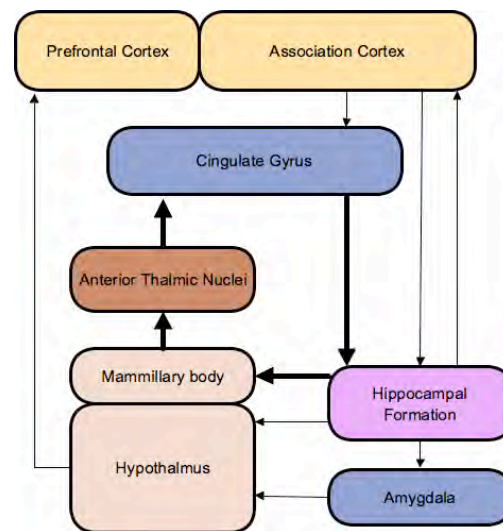 Prefrontal Cortex
Association Cortex
Cingulate Gyrus
Anterior Thalmic Nuclei
Mammillary body
Hippocampal
Formation
Hypothalmus
Amygdala